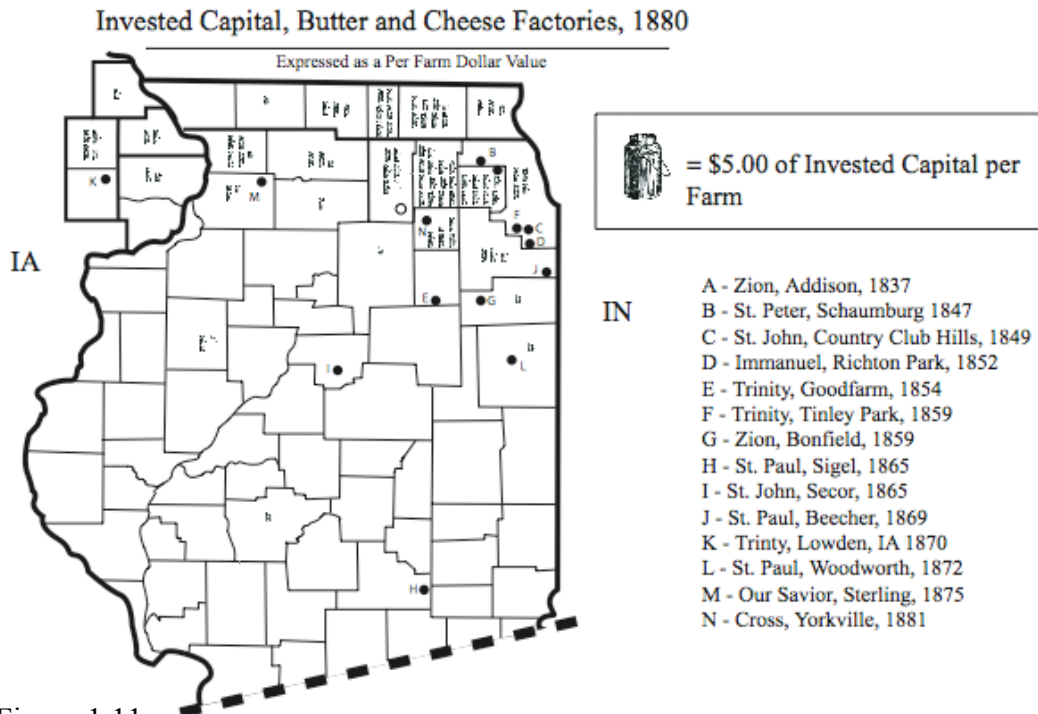 Invested Capital, Butter and Cheese Factories, 1880
Expressed as a Per Farm Dollar Value
= $5.00 of Invested Capital per
Farm
IA
IN
B
K
M
F
C
D
N
J
E
G
L
I
H
A - Zion, Addison, 1837
B - St. Peter, Schaumburg 1847
C - St. John, Country Club Hills, 1849
D - Immanuel, Richton Park, 1852
E - Trinity, Goodfarm, 1854
F - Trinity, Tinley Park, 1859
G - Zion, Bonfield, 1859
H - St. Paul, Sigel, 1865
I - St. John, Secor, 1865
J - St. Paul, Beecher, 1869
K - Trinty, Lowden, IA 1870
L - St. Paul, Woodworth, 1872
M - Our Savior, Sterling, 1875
N - Cross, Yorkville, 1881